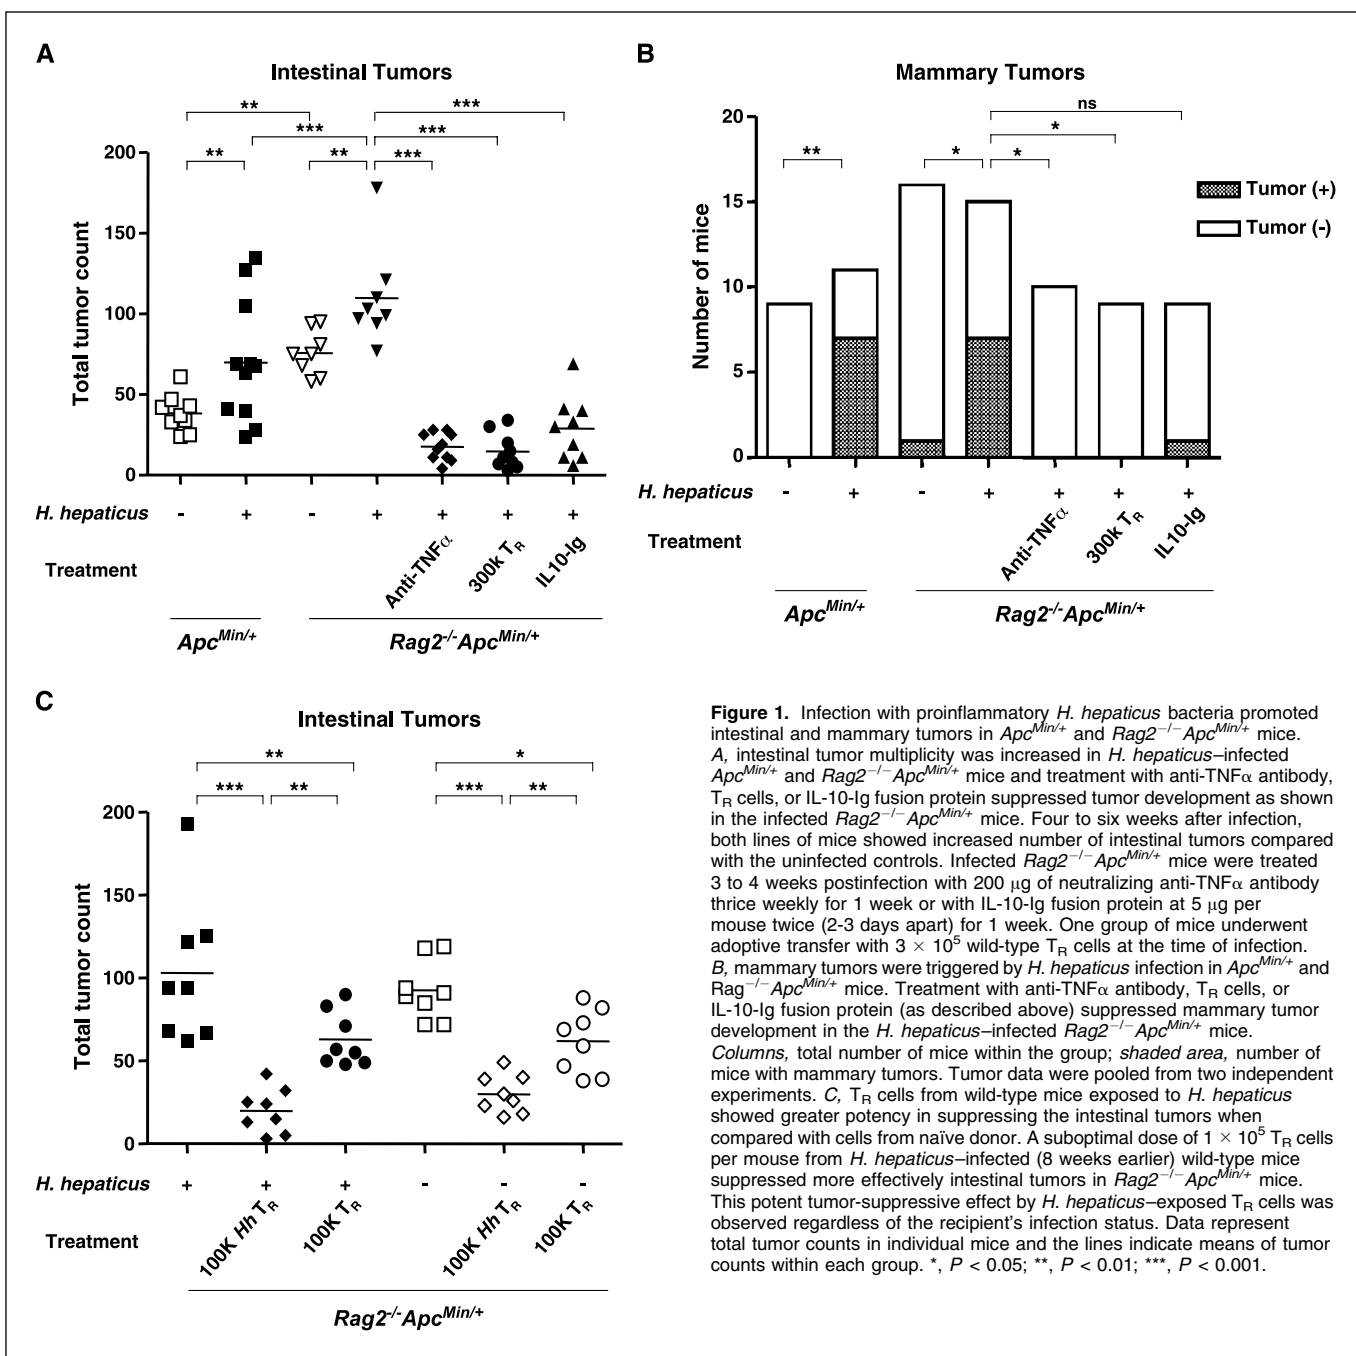 A
Intestinal Tumors
**
***
***
***
**
**
***
Total tumor count
200
150
100
50
0
H. hepaticus
- + - + + + +
Treatment
Anti-TNFα
300k TR
IL10-Ig
ApcMin/+
Rag2-/-ApcMin/+
B
Mammary Tumors
ns
*
**
*
*
Number of mice
20
15
10
5
0
Tumor (+)
Tumor (-)
H. hepaticus
- + - + + + +
Treatment
Anti-TNFα
300k TR
IL10-Ig
ApcMin/+
Rag2-/-ApcMin/+
C
Intestinal Tumors
**
*
***
**
***
**
Total tumor count
200
150
100
50
0
H. hepaticus
+ + + - - -
Treatment
100K Hh TR
100K TR
100K Hh TR
100K TR
Rag2-/-ApcMin/+
Figure 1. Infection with proinflammatory H. hepaticus bacteria promoted
intestinal and mammary tumors in ApcMin/+ and Rag2−/−ApcMin/+ mice.
A, intestinal tumor multiplicity was increased in H. hepaticus–infected
ApcMin/+ and Rag2−/−ApcMin/+ mice and treatment with anti-TNFα antibody,
TR cells, or IL-10-Ig fusion protein suppressed tumor development as shown
in the infected Rag2−/−ApcMin/+ mice. Four to six weeks after infection,
both lines of mice showed increased number of intestinal tumors compared
with the uninfected controls. Infected Rag2−/−ApcMin/+ mice were treated
3 to 4 weeks postinfection with 200 μg of neutralizing anti-TNFα antibody
thrice weekly for 1 week or with IL-10-Ig fusion protein at 5 μg per
mouse twice (2-3 days apart) for 1 week. One group of mice underwent
adoptive transfer with 3 × 10⁵ wild-type TR cells at the time of infection.
B, mammary tumors were triggered by H. hepaticus infection in ApcMin/+ and
Rag−/−ApcMin/+ mice. Treatment with anti-TNFα antibody, TR cells, or
IL-10-Ig fusion protein (as described above) suppressed mammary tumor
development in the H. hepaticus–infected Rag2−/−ApcMin/+ mice.
Columns, total number of mice within the group; shaded area, number of
mice with mammary tumors. Tumor data were pooled from two independent
experiments. C, TR cells from wild-type mice exposed to H. hepaticus
showed greater potency in suppressing the intestinal tumors when
compared with cells from naïve donor. A suboptimal dose of 1 × 10⁵ TR cells
per mouse from H. hepaticus–infected (8 weeks earlier) wild-type mice
suppressed more effectively intestinal tumors in Rag2−/−ApcMin/+ mice.
This potent tumor-suppressive effect by H. hepaticus–exposed TR cells was
observed regardless of the recipient's infection status. Data represent
total tumor counts in individual mice and the lines indicate means of tumor
counts within each group. *, P < 0.05; **, P < 0.01; ***, P < 0.001.